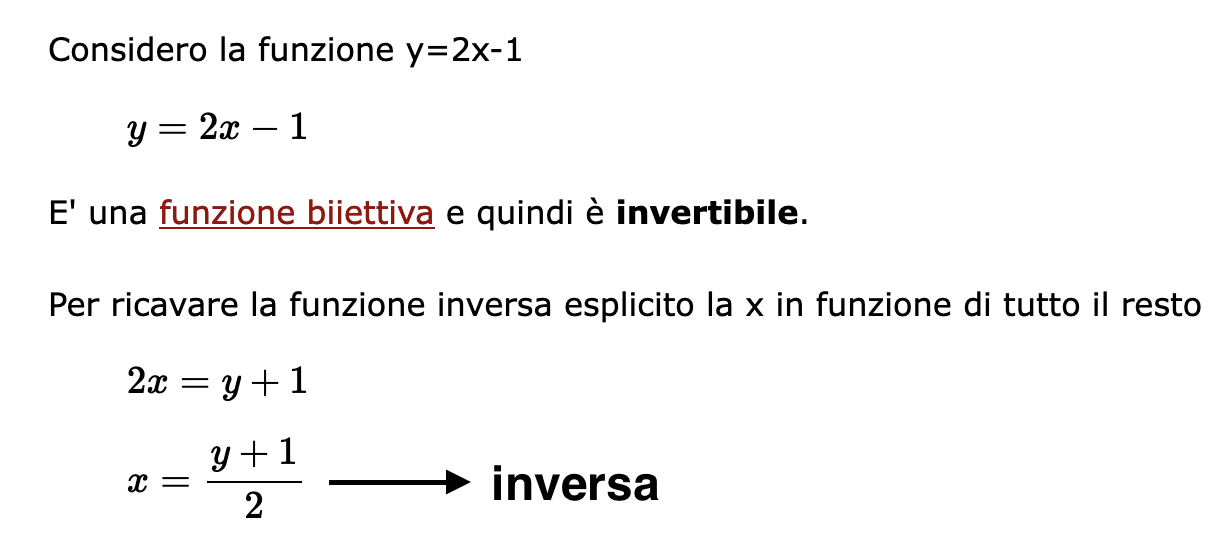 Considero la funzione y=2x-1
y = 2x − 1
E' una funzione biiettiva e quindi è invertibile.
Per ricavare la funzione inversa esplicito la x in funzione di tutto il resto
2x = y + 1
x = \frac{y + 1}{2} → inversa